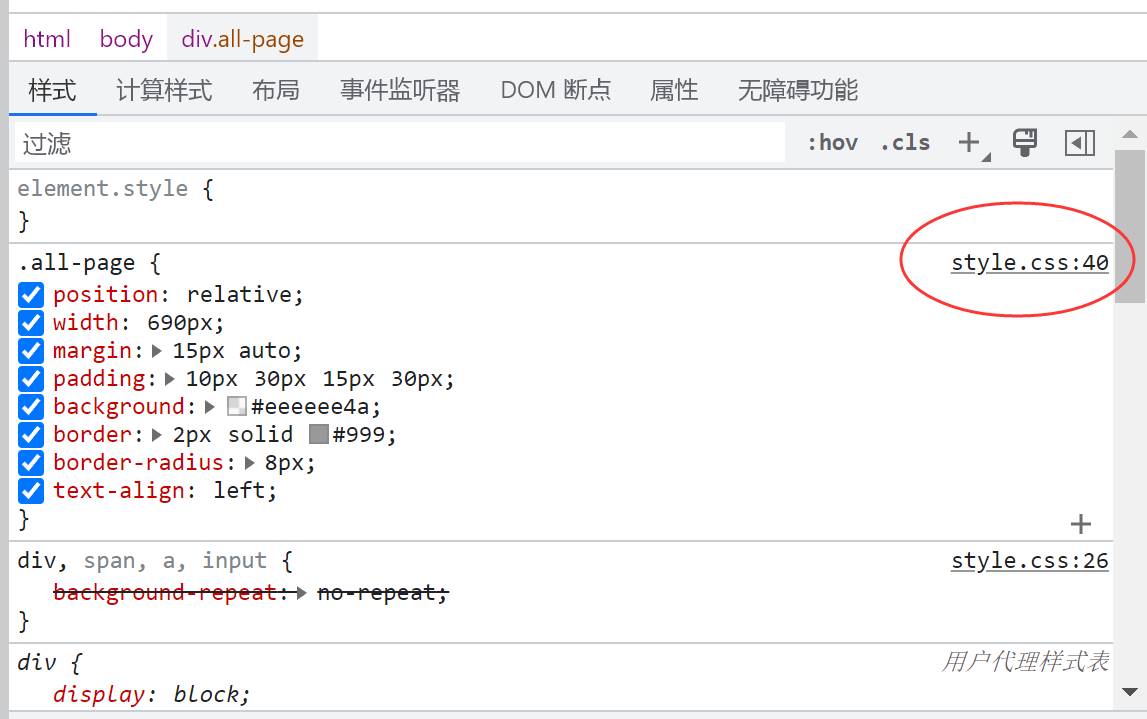 html body div.all-page
样式 计算样式 布局 事件监听器 DOM 断点 属性 无障碍功能
过滤 :hov .cls
element.style {
}
.all-page { style.css:40
position: relative;
width: 690px;
margin: 15px auto;
padding: 10px 30px 15px 30px;
background: #eeeeee4a;
border: 2px solid #999;
border-radius: 8px;
text-align: left;
}
div, span, a, input { style.css:26
background-repeat: no-repeat;
}
div { 用户代理样式表
display: block;